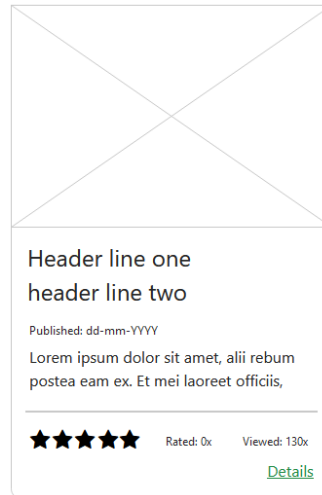 Header line one
header line two
Published: dd-mm-YYYY
Lorem ipsum dolor sit amet, alii rebum
postea eam ex. Et mei laoreet officiis,
Rated: 0x Viewed: 130x
Details